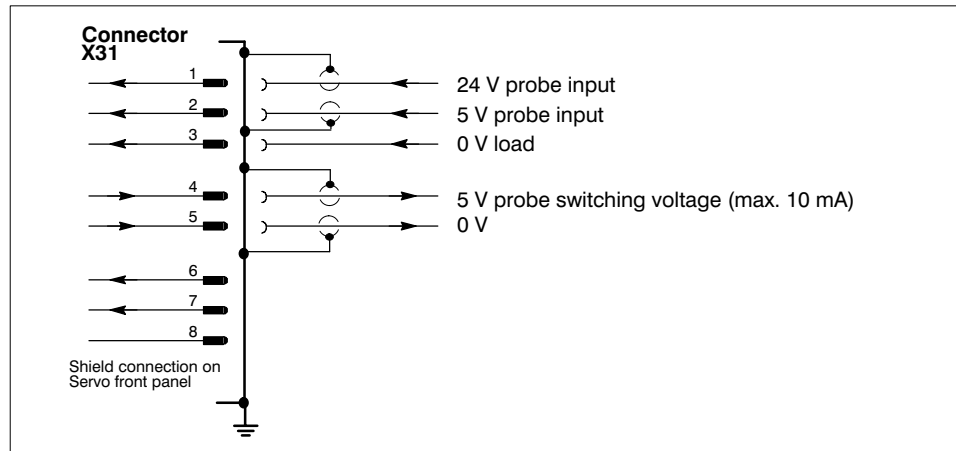 Connector
X31
1 24 V probe input
2 5 V probe input
3 0 V load
4 5 V probe switching voltage (max. 10 mA)
5 0 V
6
7
8
Shield connection on
Servo front panel